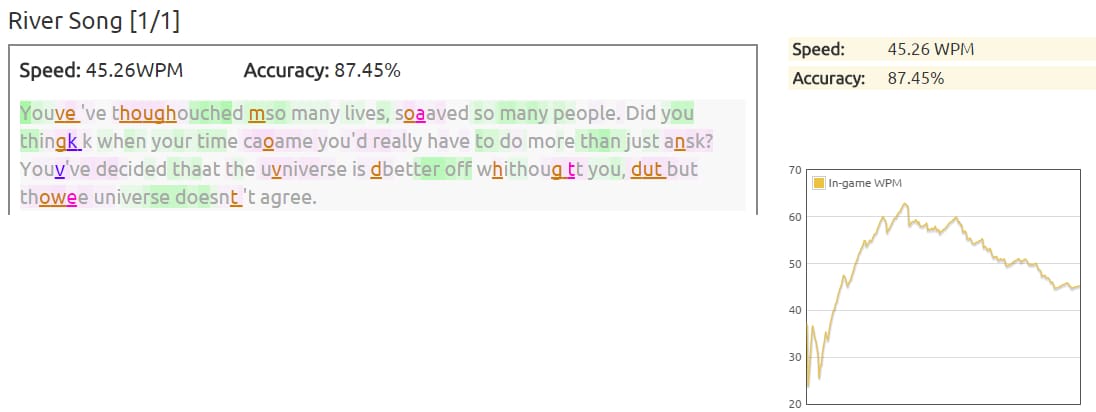 River Song [1/1]
Speed: 45.26WPM Accuracy: 87.45%
Youve 've thoughouched mso many lives, soaaved so many people. Did you
thingk k when your time caoame you'd really have to do more than just ansk?
Youv've decided thaat the uvniverse is dbetter off whithoug tt you, dut but
thowee universe doesnt 't agree.
Speed: 45.26 WPM
Accuracy: 87.45%
70
In-game WPM
60
50
40
30
20